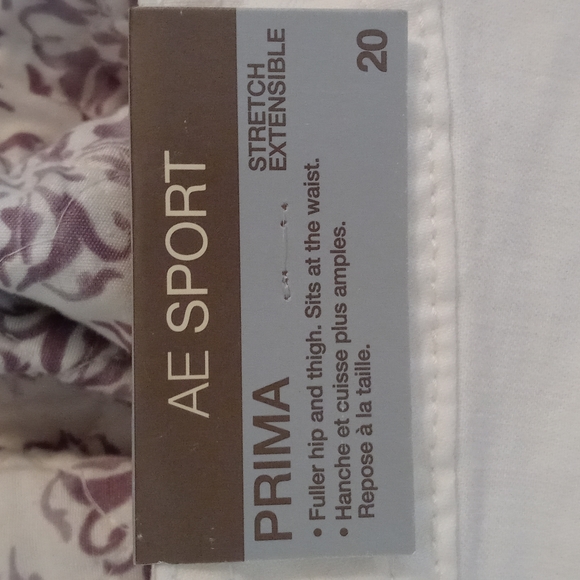 AE SPORT
PRIMA
STRETCH
EXTENSIBLE
20
• Fuller hip and thigh. Sits at the waist.
• Hanche et cuisse plus amples.
Repose à la taille.